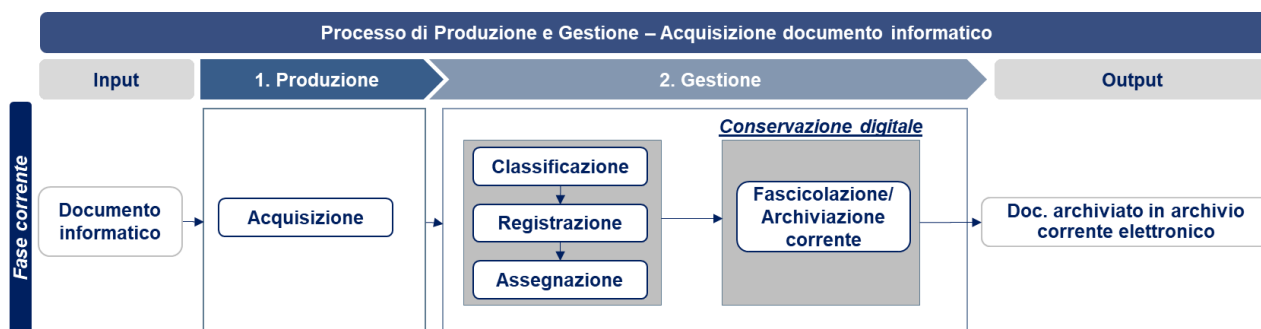 Processo di Produzione e Gestione – Acquisizione documento informatico
Input
1. Produzione
2. Gestione
Output
Fase corrente
Documento
informatico
Acquisizione
Classificazione
Registrazione
Assegnazione
Conservazione digitale
Fascicolazione/
Archiviazione
corrente
Doc. archiviato in archivio
corrente elettronico